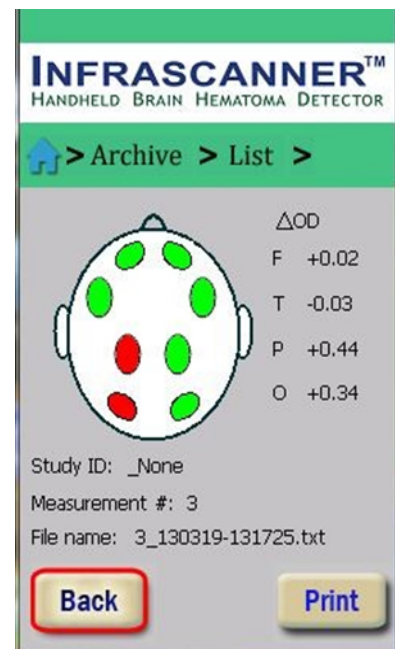 INFRASCANNER™
HANDHELD BRAIN HEMATOMA DETECTOR
> Archive > List >
△OD
F +0.02
T -0.03
P +0.44
O +0.34
Study ID: _None
Measurement #: 3
File name: 3_130319-131725.txt
Back Print